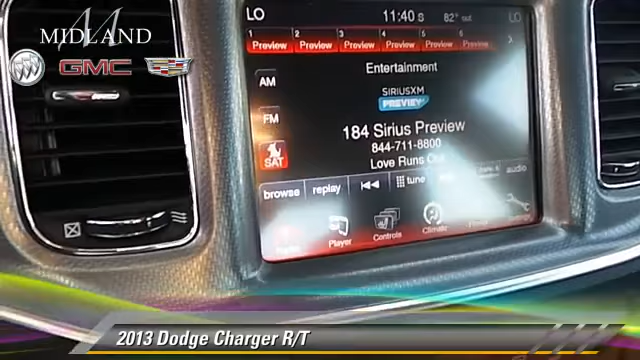 MIDLAND
GMC
LO 11:40 82° out LO
1 2 3 4 5 6
Preview Preview Preview Preview Preview Preview
Entertainment
AM
SIRIUSXM
PREVIEW
FM
184 Sirius Preview
844-711-8800
SAT
Love Runs
browse replay tune audio
Player Controls Climate
2013 Dodge Charger R/T